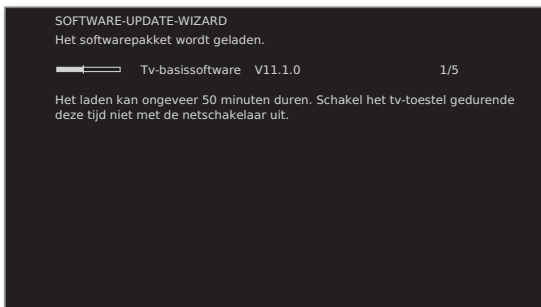 SOFTWARE-UPDATE-WIZARD
Het softwarepakket wordt geladen.
Tv-basissoftware V11.1.0 1/5
Het laden kan ongeveer 50 minuten duren. Schakel het tv-toestel gedurende
deze tijd niet met de netschakelaar uit.